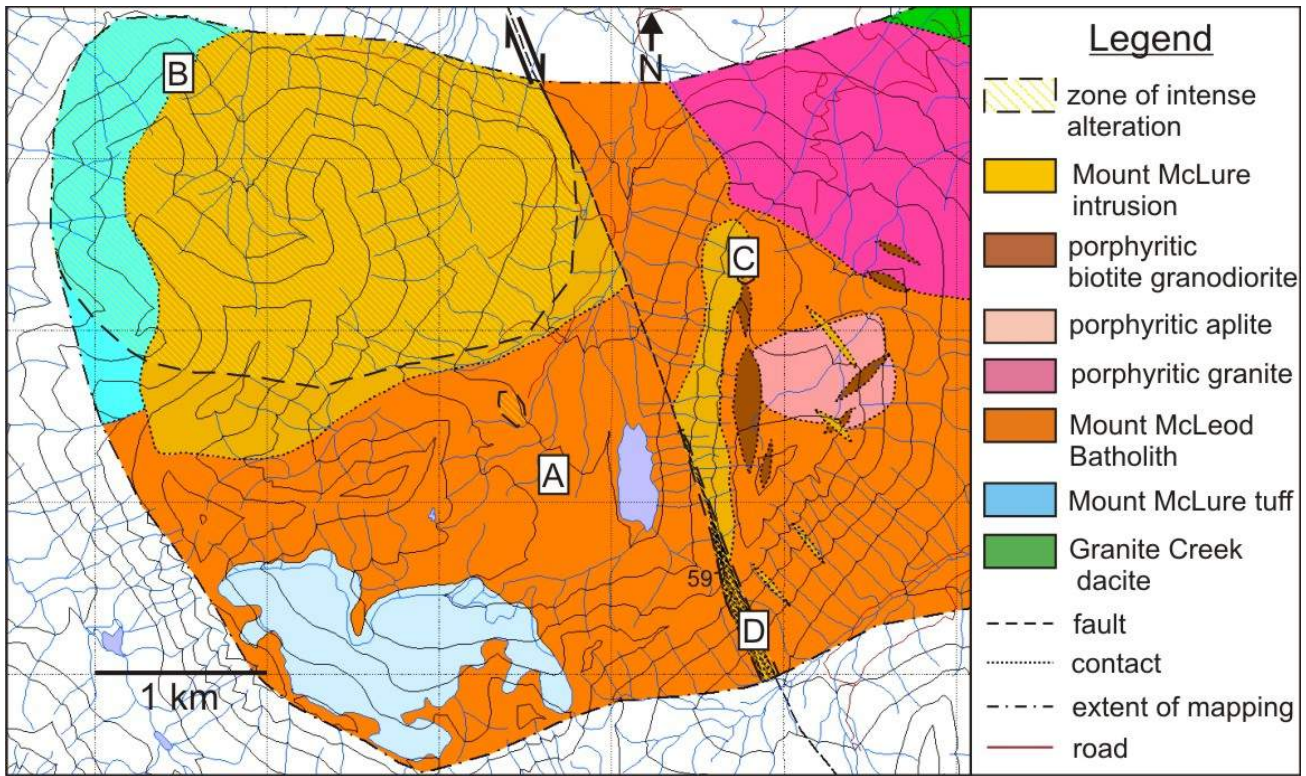 B
N
C
A
59
D
1 km
Legend
zone of intense
alteration
Mount McLure
intrusion
porphyritic
biotite granodiorite
porphyritic aplite
porphyritic granite
Mount McLeod
Batholith
Mount McLure tuff
Granite Creek
dacite
fault
contact
extent of mapping
road